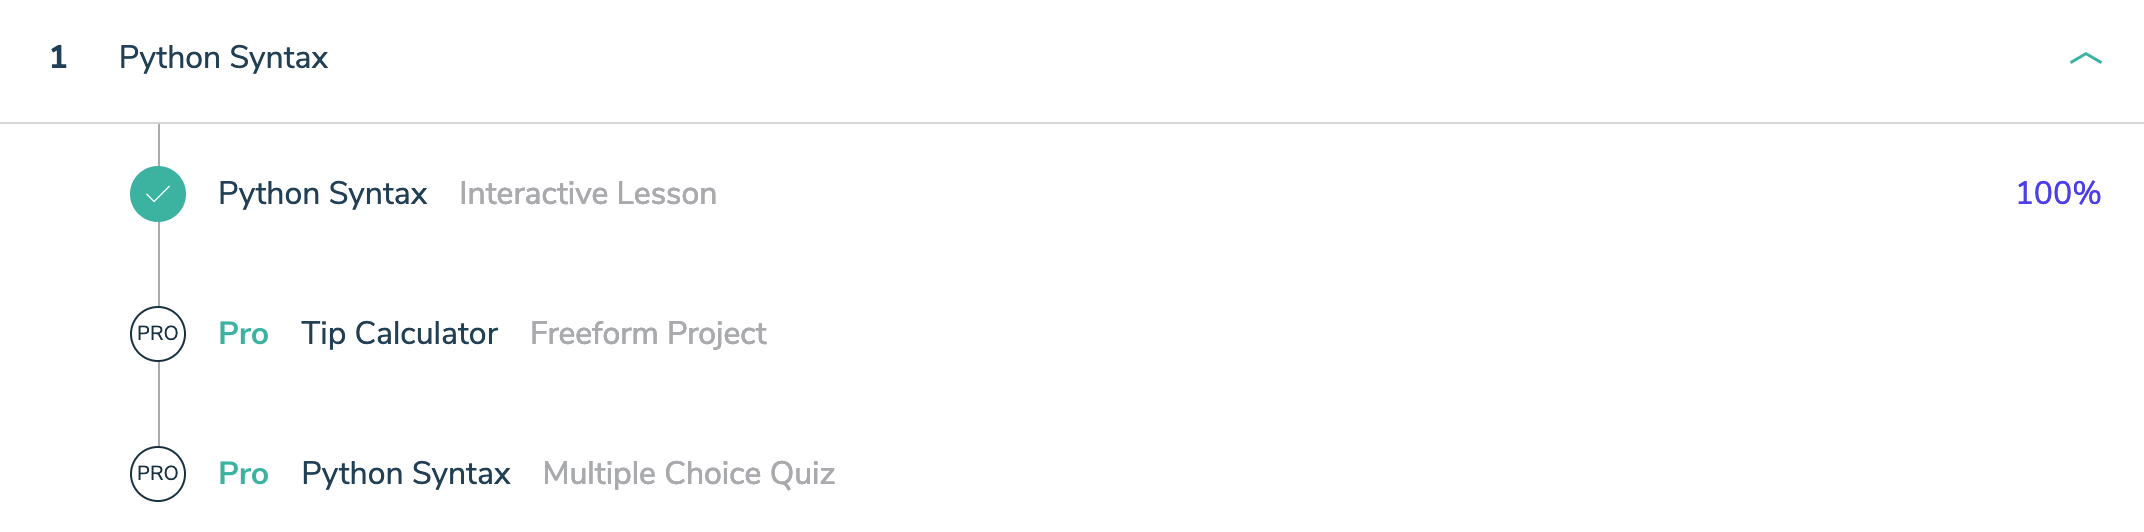 1 Python Syntax
Python Syntax Interactive Lesson 100%
PRO Pro Tip Calculator Freeform Project
PRO Pro Python Syntax Multiple Choice Quiz